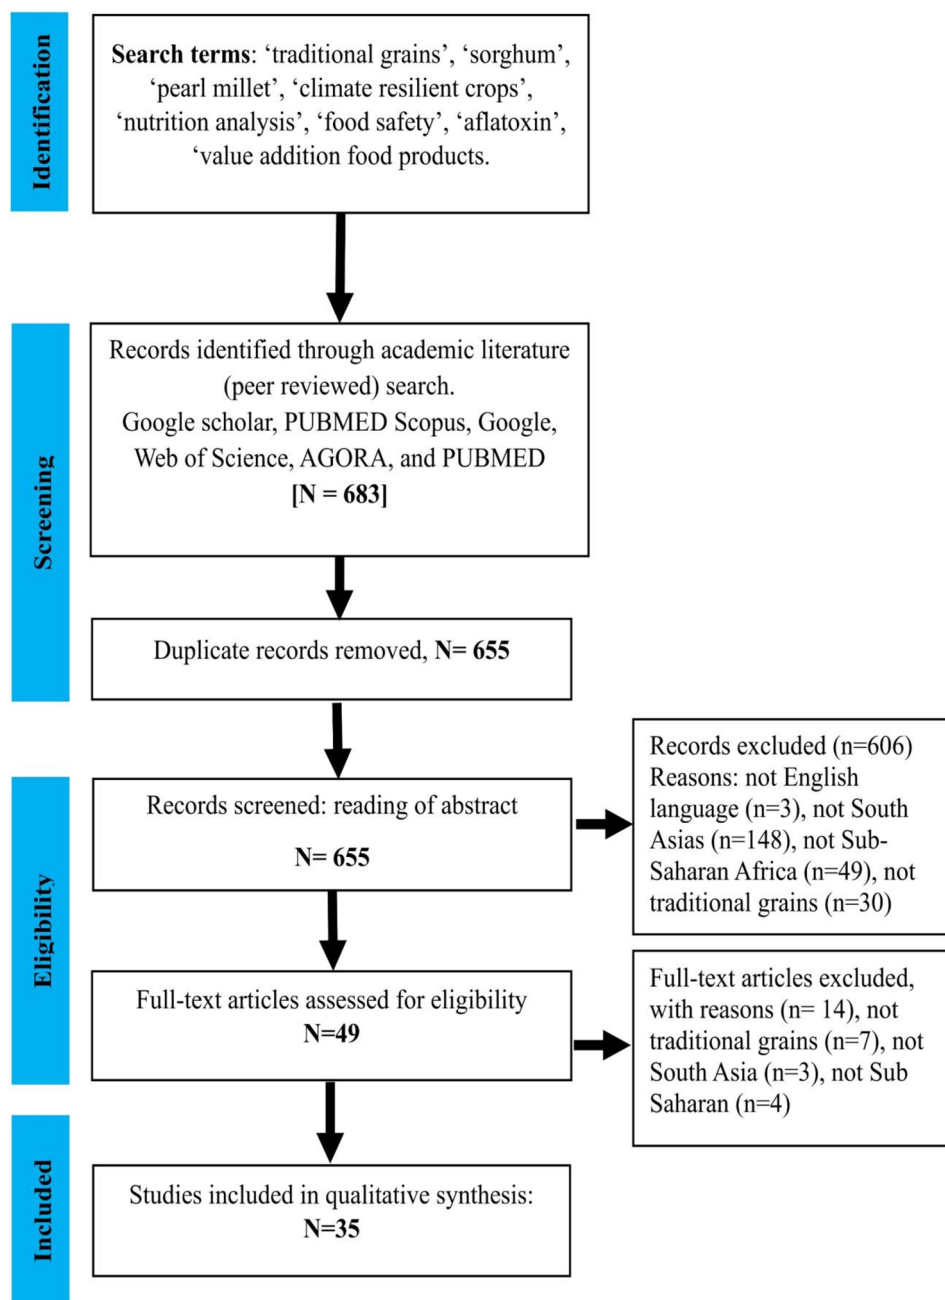 Identification
Search terms: ‘traditional grains’, ‘sorghum’,
‘pearl millet’, ‘climate resilient crops’,
‘nutrition analysis’, ‘food safety’, ‘aflatoxin’,
‘value addition food products.
Screening
Records identified through academic literature
(peer reviewed) search.
Google scholar, PUBMED Scopus, Google,
Web of Science, AGORA, and PUBMED
[N = 683]
Duplicate records removed, N= 655
Eligibility
Records screened: reading of abstract
N= 655
Records excluded (n=606)
Reasons: not English
language (n=3), not South
Asias (n=148), not Sub-
Saharan Africa (n=49), not
traditional grains (n=30)
Full-text articles assessed for eligibility
N=49
Full-text articles excluded,
with reasons (n= 14), not
traditional grains (n=7), not
South Asia (n=3), not Sub
Saharan (n=4)
Included
Studies included in qualitative synthesis:
N=35